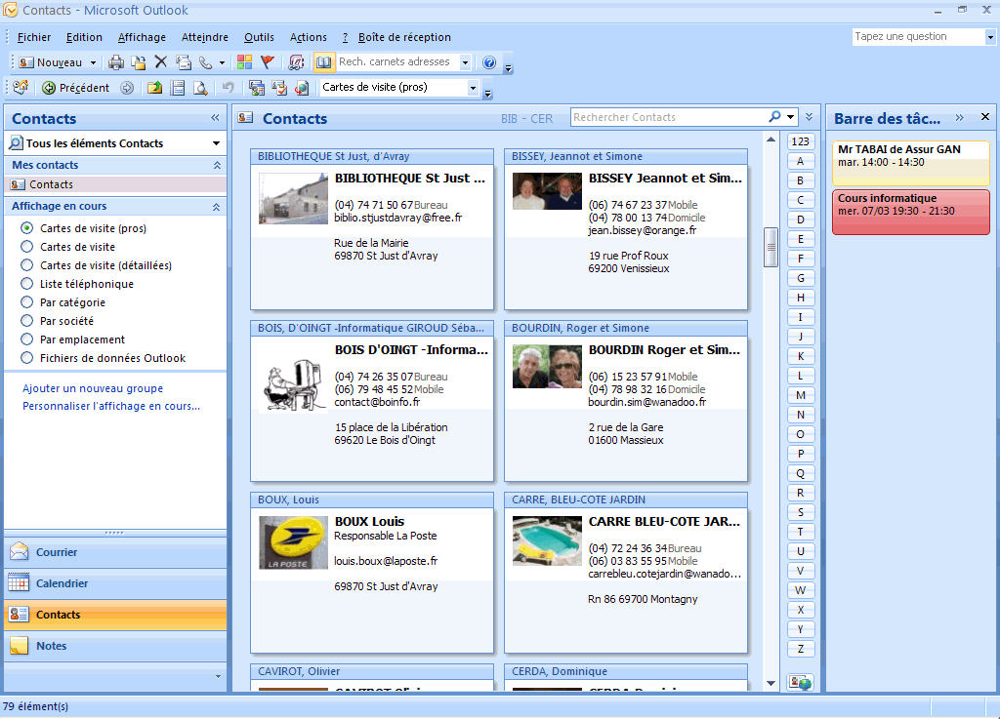 Contacts - Microsoft Outlook
Fichier Edition Affichage Atteindre Outils Actions ? Boîte de réception
Tapez une question
Nouveau
Rech. carnets adresses
Précédent
Cartes de visite (pros)
Contacts «
Tous les éléments Contacts
Mes contacts
Contacts
Affichage en cours
Cartes de visite (pros)
Cartes de visite
Cartes de visite (détaillées)
Liste téléphonique
Par catégorie
Par société
Par emplacement
Fichiers de données Outlook
Ajouter un nouveau groupe
Personnaliser l'affichage en cours...
Courrier
Calendrier
Contacts
Notes
Contacts
BIB - CER
Rechercher Contacts
BIBLIOTHEQUE St Just, d'Avray
BIBLIOTHEQUE St Just ...
(04) 74 71 50 67 Bureau
biblio.stjustdavray@free.fr
Rue de la Mairie
69870 St Just d'Avray
BISSEY, Jeannot et Simone
BISSEY Jeannot et Sim...
(06) 74 67 23 37 Mobile
(04) 78 00 13 74 Domicile
jean.bissey@orange.fr
19 rue Prof Roux
69200 Venissieux
BOIS, D'OINGT -Informatique GIROUD Séba...
BOIS D'OINGT -Informa...
(04) 74 26 35 07 Bureau
(06) 79 48 45 52 Mobile
contact@boinfo.fr
15 place de la Libération
69620 Le Bois d'Oingt
BOURDIN, Roger et Simone
BOURDIN Roger et Sim...
(06) 15 23 57 91 Mobile
(04) 78 98 32 16 Domicile
bourdin.sim@wanadoo.fr
2 rue de la Gare
01600 Massieux
BOUX, Louis
LA POSTE
BOUX Louis
Responsable La Poste
louis.boux@laposte.fr
69870 St Just d'Avray
CARRE, BLEU-COTE JARDIN
CARRE BLEU-COTE JAR...
(04) 72 24 36 34 Bureau
(06) 03 83 55 95 Mobile
carrebleu.cotejardin@wanado...
Rn 86 69700 Montagny
CAVIROT, Olivier
CAVIROT Olivier
CERDA, Dominique
CERDA Dominique
123
A
B
C
D
E
F
G
H
I
J
K
L
M
N
O
P
Q
R
S
T
U
V
W
X
Y
Z
Barre des tâc... »
Mr TABAI de Assur GAN
mar. 14:00 - 14:30
Cours informatique
mer. 07/03 19:30 - 21:30
79 élément(s)